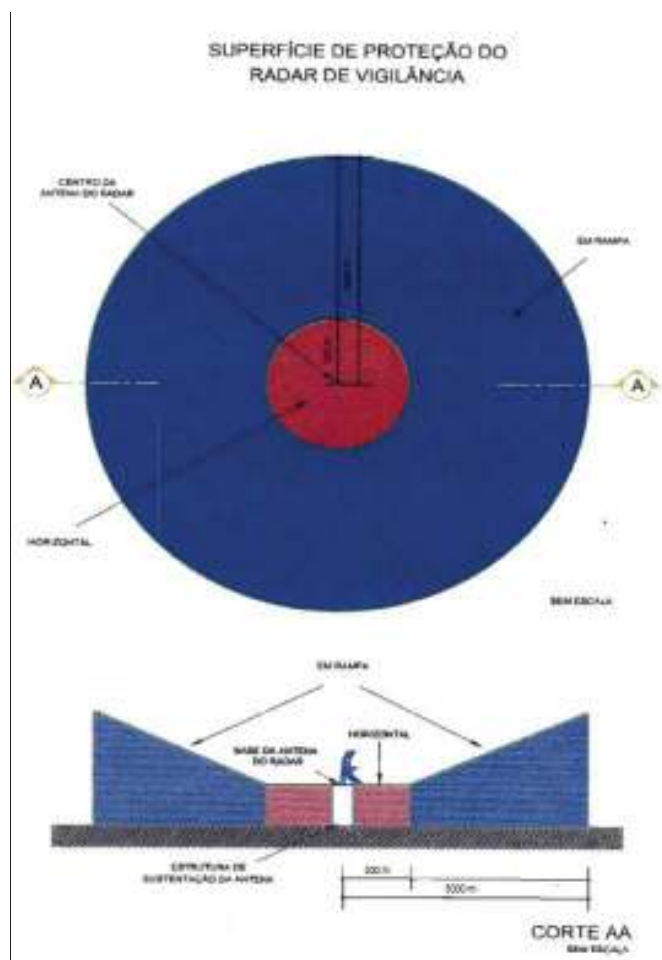 SUPERFÍCIE DE PROTEÇÃO DO
RADAR DE VIGILÂNCIA
CENTRO DA
ANTENA DO RADAR
EM RAMPA
A
A
HORIZONTAL
SEM ESCALA
EM RAMPA
BASE DA ANTENA
DO RADAR
HORIZONTAL
ESTRUTURA DE
SUSTENTAÇÃO DA ANTENA
5000 m
CORTE AA
SEM ESCALA